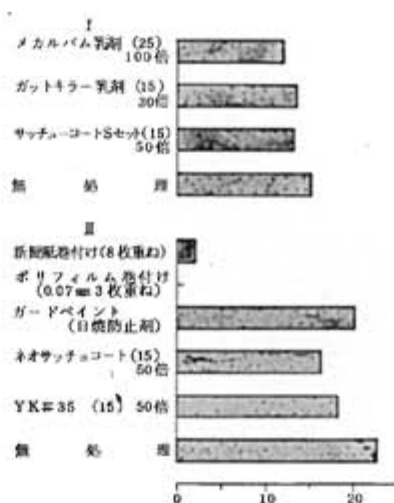 I
メカルバム乳剤 (25)
100倍
ガットキラー乳剤 (15)
20倍
サッチューコートSセット(15)
50倍
無処理
II
新聞紙巻付け(8枚重ね)
ポリフィルム巻付け
(0.07mm3枚重ね)
ガードペイント
(日焼防止剤)
ネオサッチュコート(15)
50倍
YK=35 (15) 50倍
無処理
0 10 20